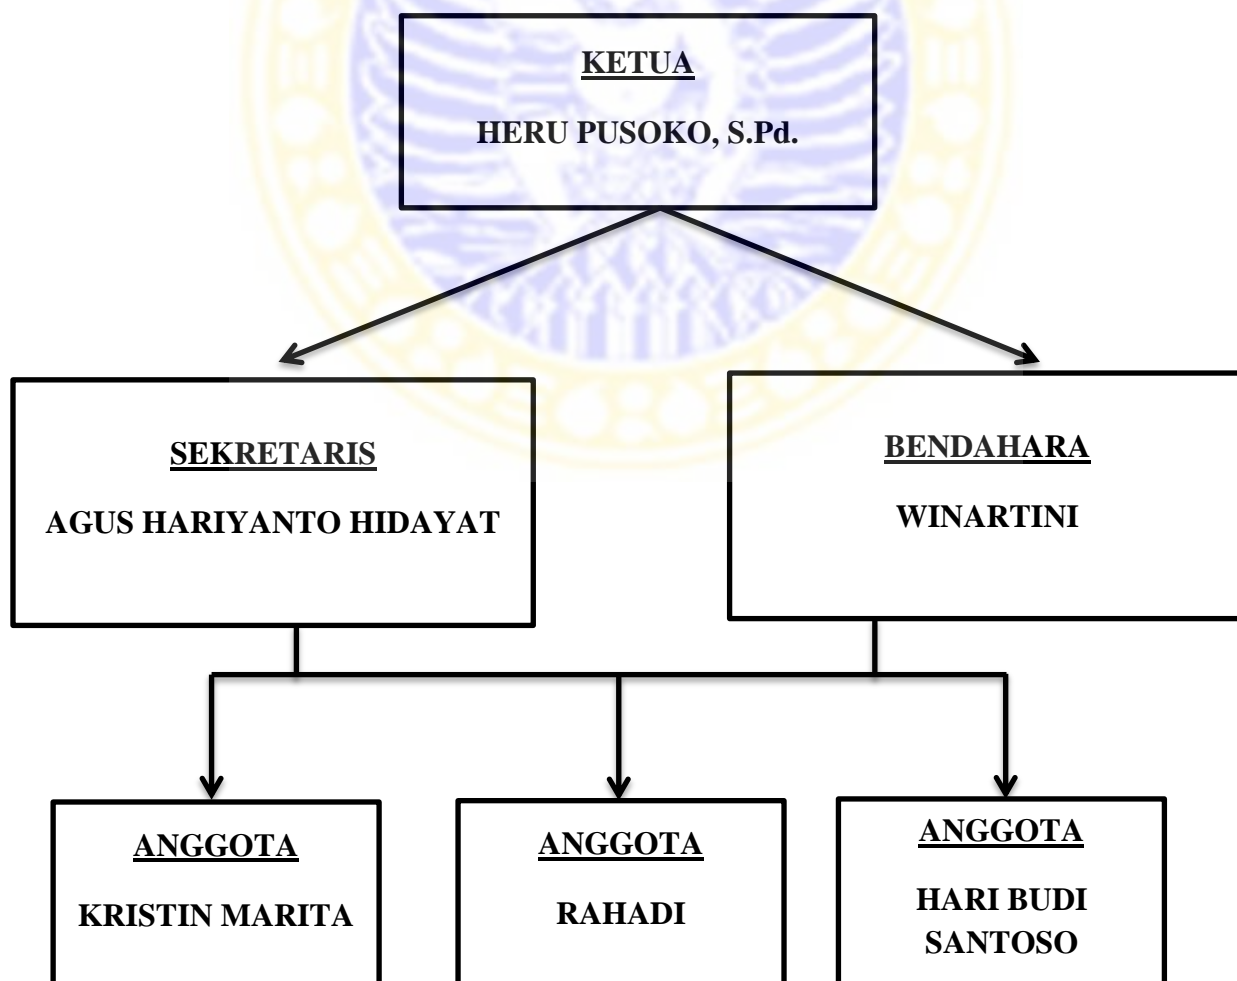 KETUA
HERU PUSOKO, S.Pd.
SEKRETARIS
AGUS HARIYANTO HIDAYAT
BENDAHARA
WINARTINI
ANGGOTA
KRISTIN MARITA
ANGGOTA
RAHADI
ANGGOTA
HARI BUDI
SANTOSO